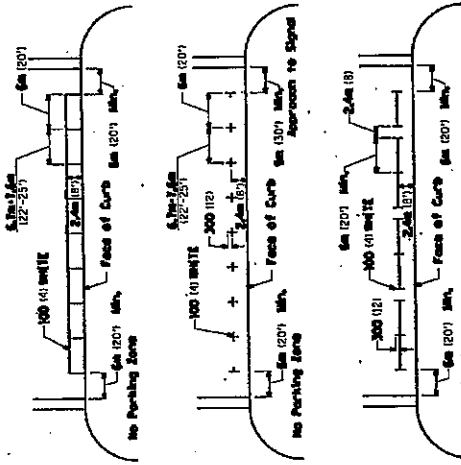 6m (20')
6.7m-7.6m
(22'-25')
2.4m (8')
100 (4) WHITE
Face of Curb
6m (20') Min.
6m (20') Min.
No Parking Zone
6m (20')
6.7m-7.6m
(22'-25')
300 (12)
2.4m (8')
100 (4) WHITE
Face of Curb
6m (30') Min.
Approach to Signal
6m (20') Min.
No Parking Zone
2.4m (8)
6m (20') Min.
2.4m (8')
100 (4) WHITE
300 (12)
Face of Curb
6m (20') Min.
6m (20') Min.